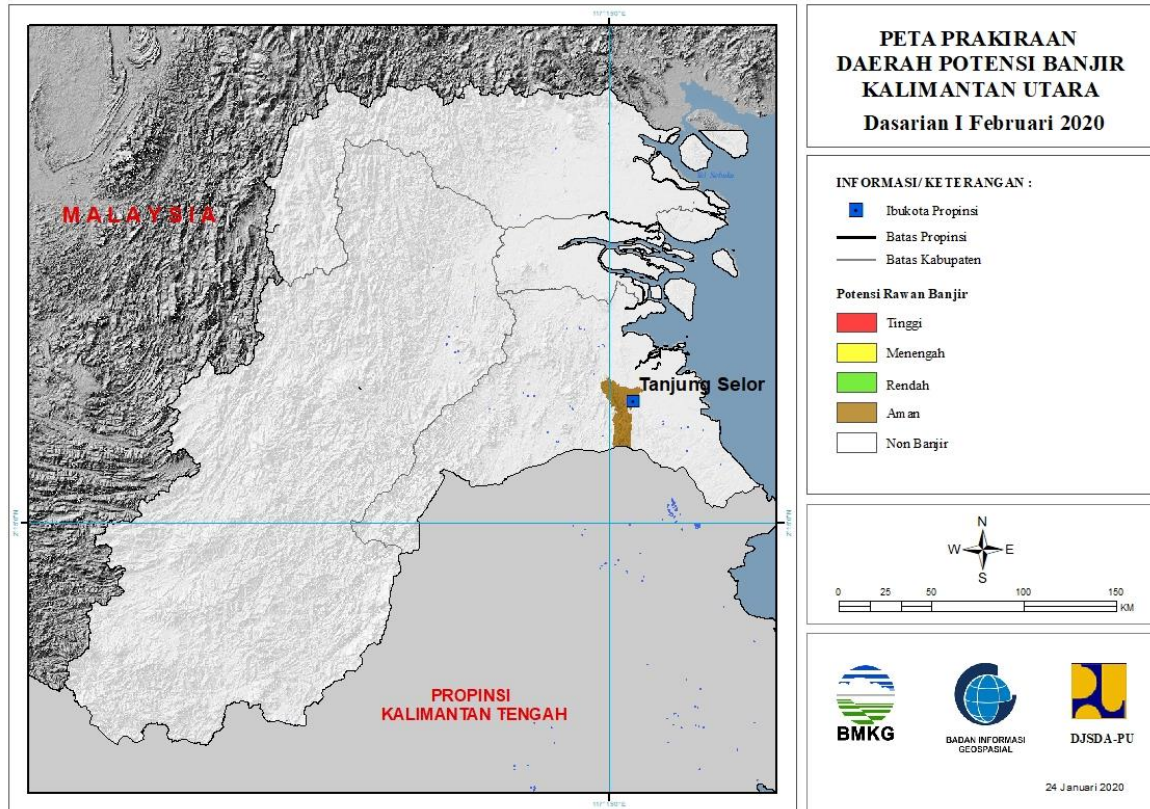 PETA PRAKIRAAN
DAERAH POTENSI BANJIR
KALIMANTAN UTARA
Dasarian I Februari 2020
INFORMASI/ KETERANGAN :
Ibukota Propinsi
Batas Propinsi
Batas Kabupaten
Potensi Rawan Banjir
Tinggi
Menengah
Rendah
Aman
Non Banjir
MALAYSIA
Tanjung Selor
PROPINSI
KALIMANTAN TENGAH
N
W E
S
0 25 50 100 150
KM
BMKG
BADAN INFORMASI
GEOSPASIAL
DJSDA-PU
24 Januari 2020